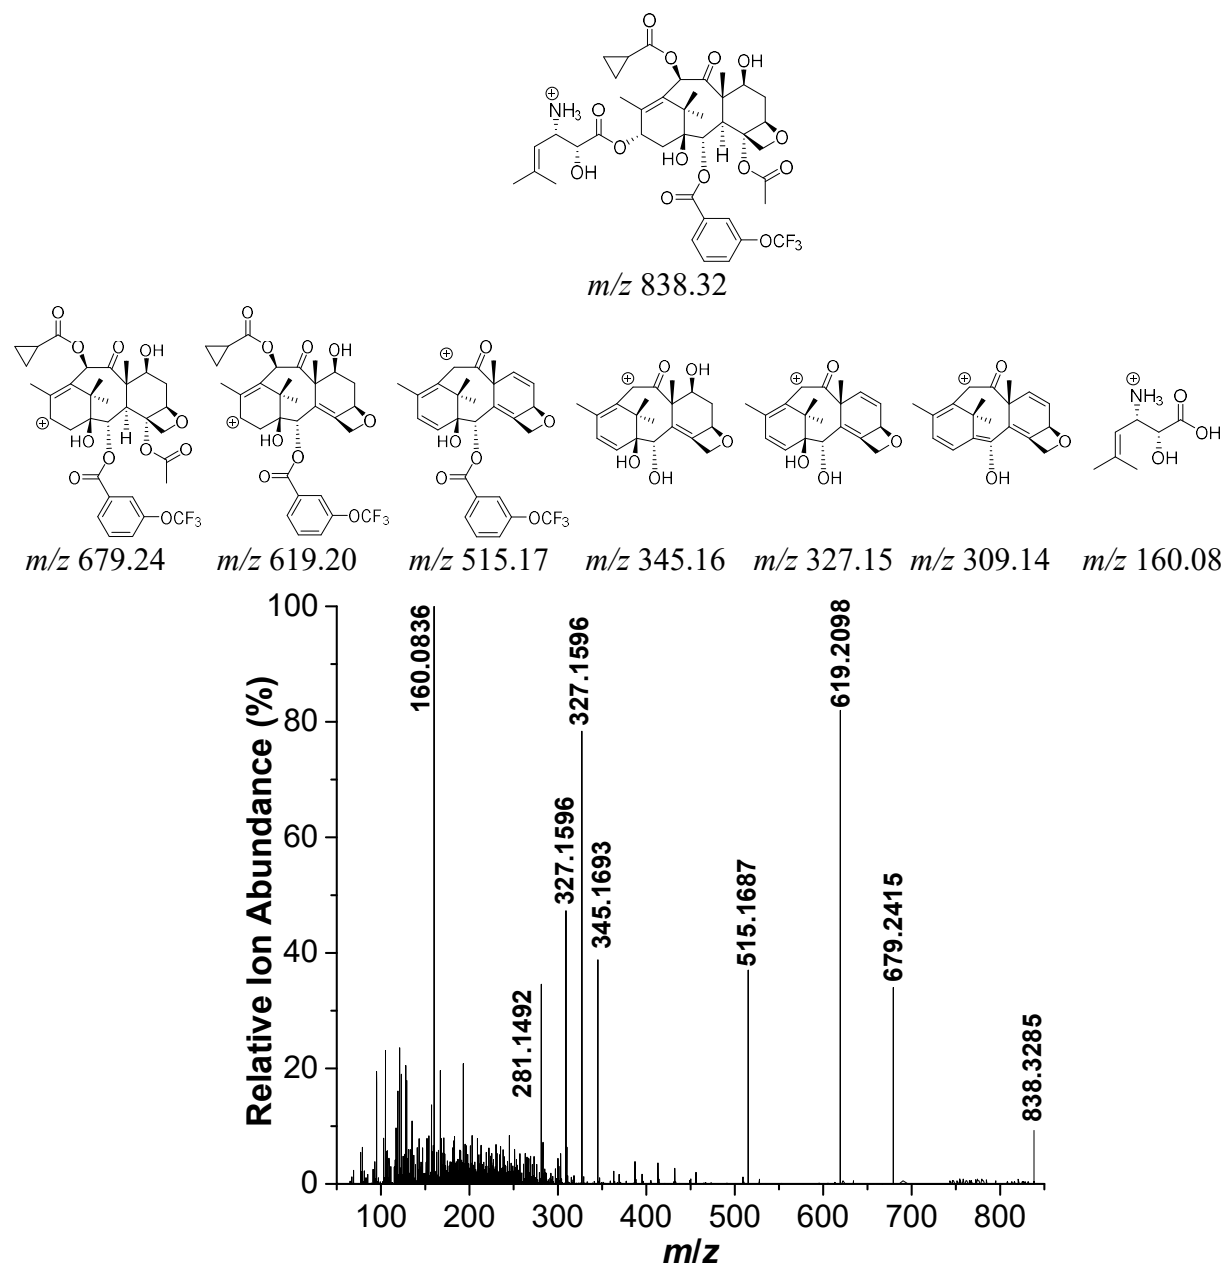 O
O
O
OH
⊕
NH3
O
O
O
OH
HO
H
O
O
O
O
OCF3
m/z 838.32
O
O
O
OH
⊕
HO
H
O
O
O
O
O
OCF3
O
O
O
OH
⊕
HO
O
O
O
OCF3
⊕
O
O
HO
O
O
OCF3
⊕
O
OH
O
HO
OH
⊕
O
O
HO
OH
⊕
O
O
OH
⊕
NH3
O
OH
OH
m/z 679.24 m/z 619.20 m/z 515.17 m/z 345.16 m/z 327.15 m/z 309.14 m/z 160.08
Relative Ion Abundance (%)
100
80
60
40
20
0
160.0836
281.1492
327.1596
327.1596
345.1693
515.1687
619.2098
679.2415
838.3285
100 200 300 400 500 600 700 800
m/z